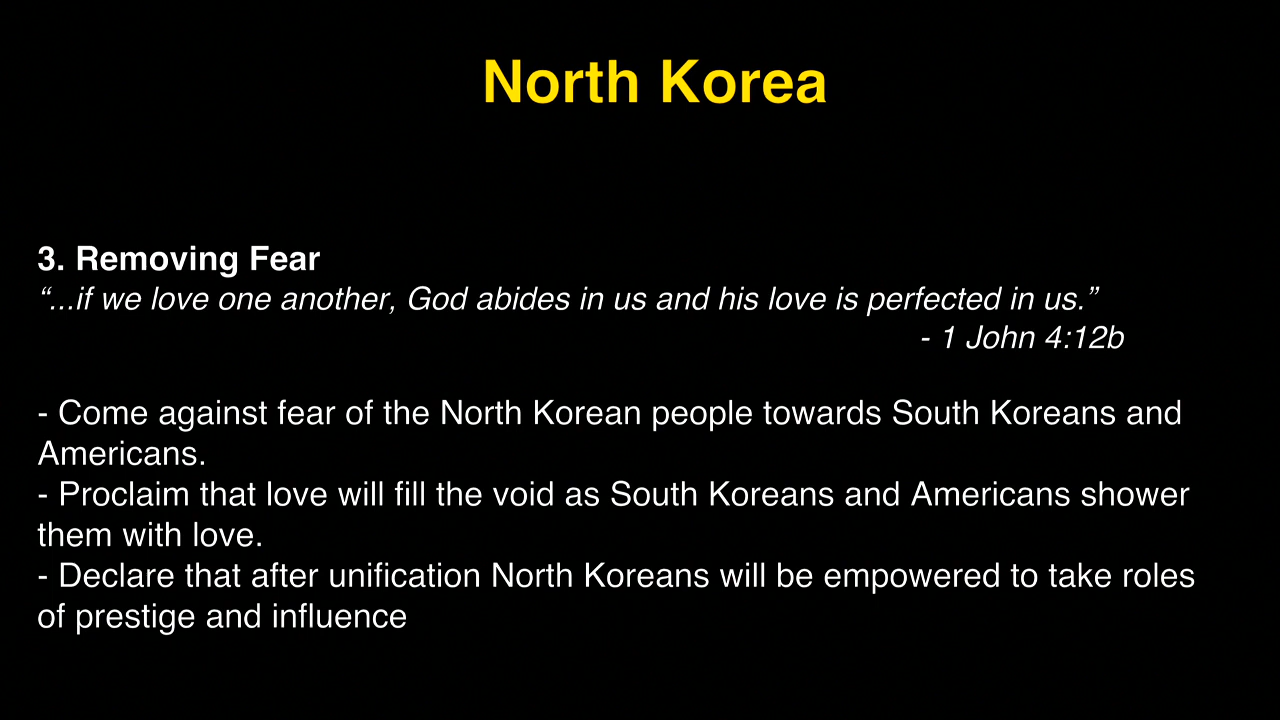 North Korea
3. Removing Fear
“...if we love one another, God abides in us and his love is perfected in us.”
- 1 John 4:12b
- Come against fear of the North Korean people towards South Koreans and
Americans.
- Proclaim that love will fill the void as South Koreans and Americans shower
them with love.
- Declare that after unification North Koreans will be empowered to take roles
of prestige and influence